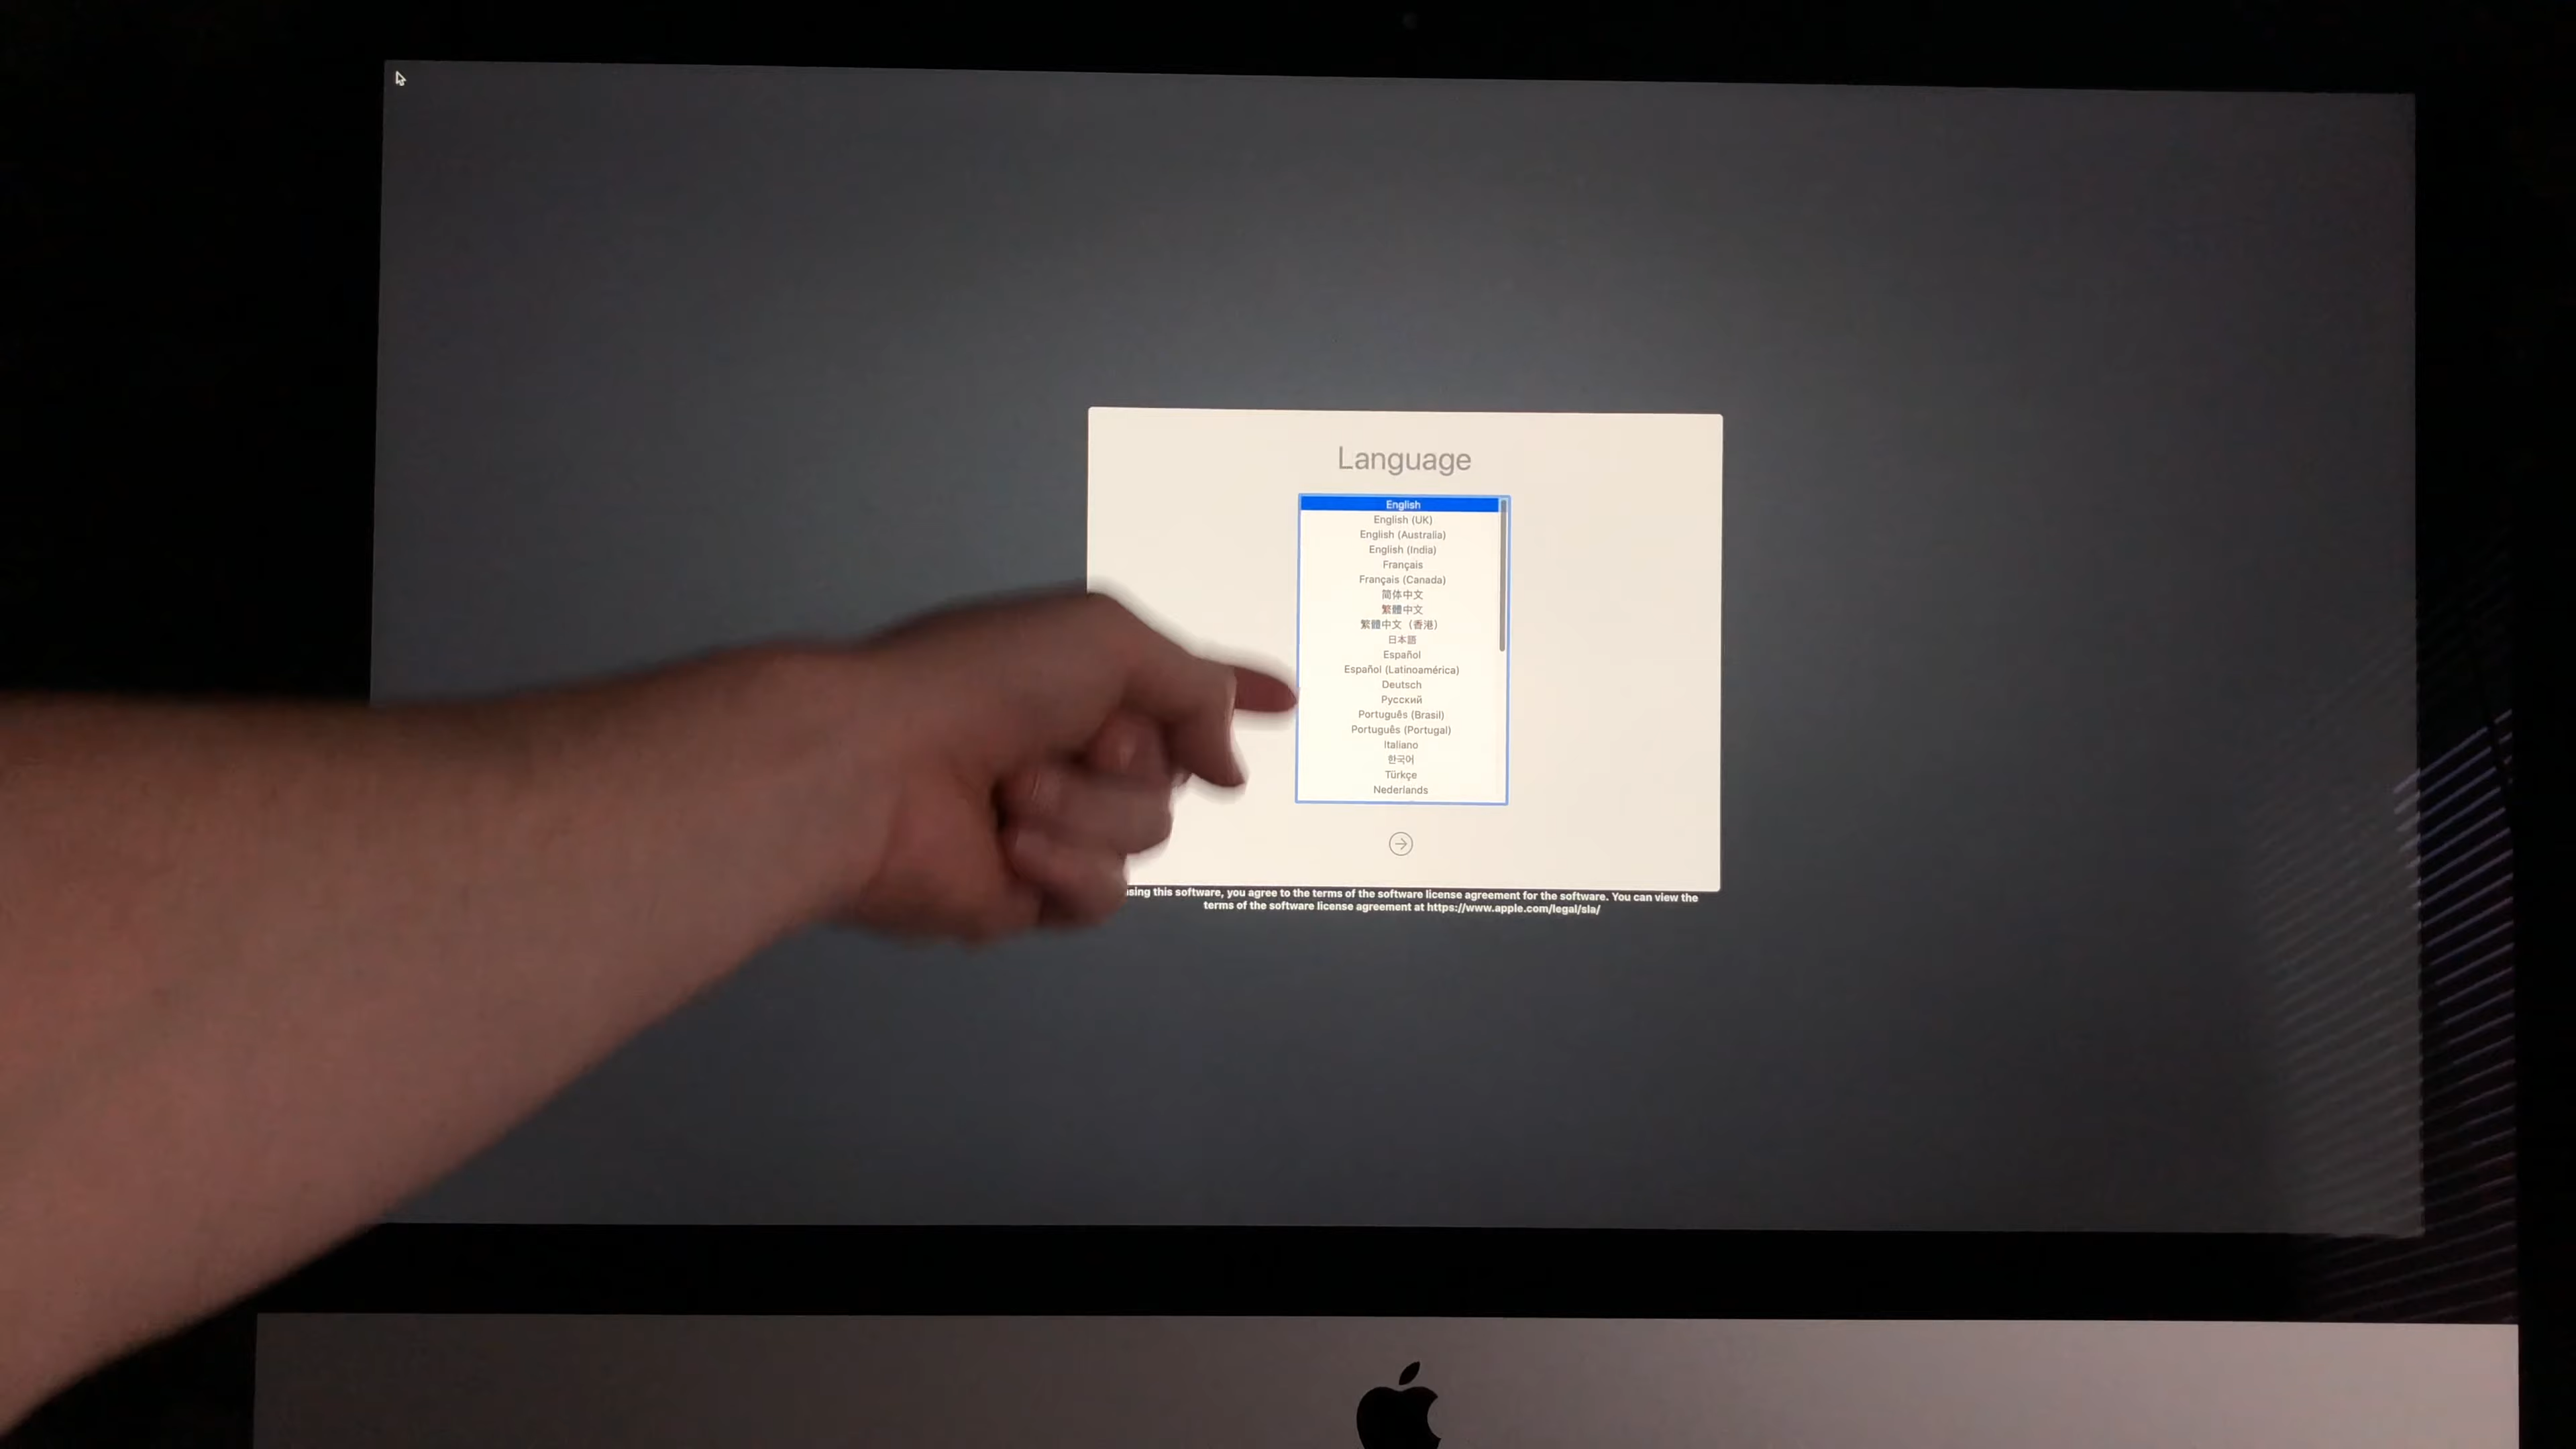 Language
English
English (UK)
English (Australia)
English (India)
Français
Français (Canada)
简体中文
繁體中文
繁體中文（香港）
日本語
Español
Español (Latinoamérica)
Deutsch
Русский
Português (Brasil)
Português (Portugal)
Italiano
한국어
Türkçe
Nederlands
this software, you agree to the terms of the software license agreement for the software. You can view the
terms of the software license agreement at https://www.apple.com/legal/sla/